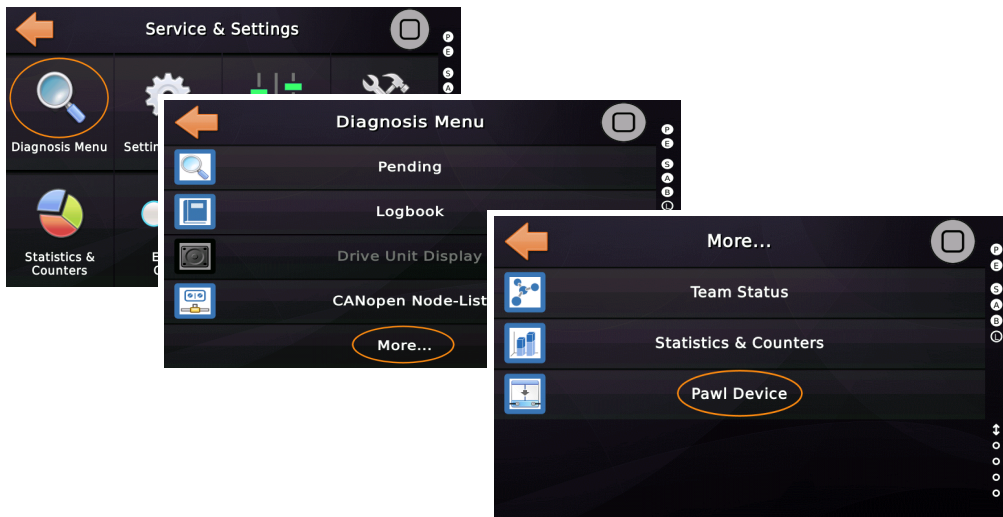 Service & Settings
P
E
S
A
Diagnosis Menu
Settin
Statistics &
Counters
Diagnosis Menu
P
E
S
A
B
L
Pending
Logbook
Drive Unit Display
CANopen Node-List
More...
More...
P
E
S
A
B
L
Team Status
Statistics & Counters
Pawl Device